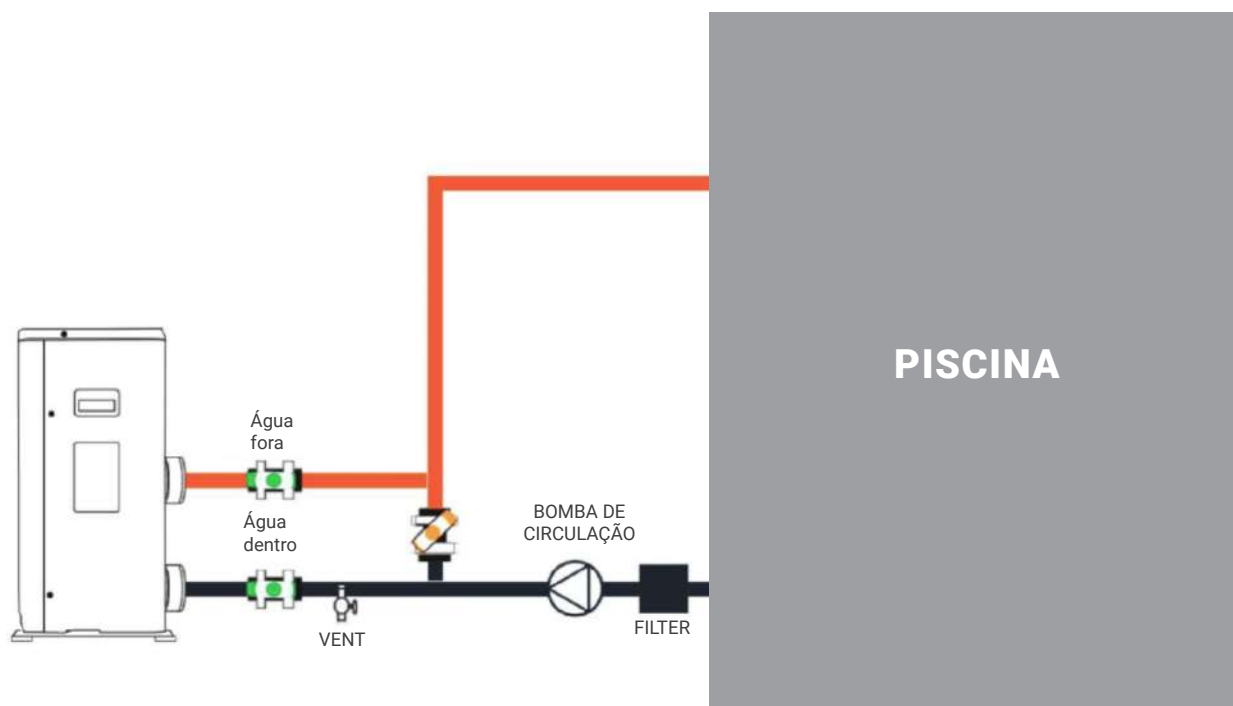 PISCINA
Água
fora
Água
dentro
BOMBA DE
CIRCULAÇÃO
VENT
FILTER